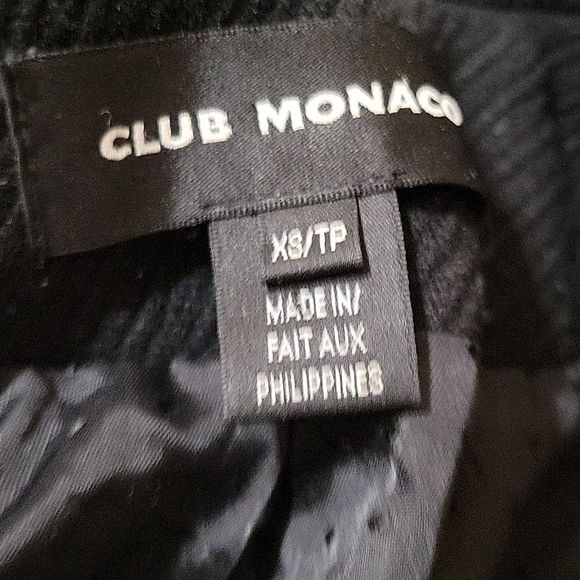 CLUB MONACO
XS/TP
MADE IN/
FAIT AUX
PHILIPPINES